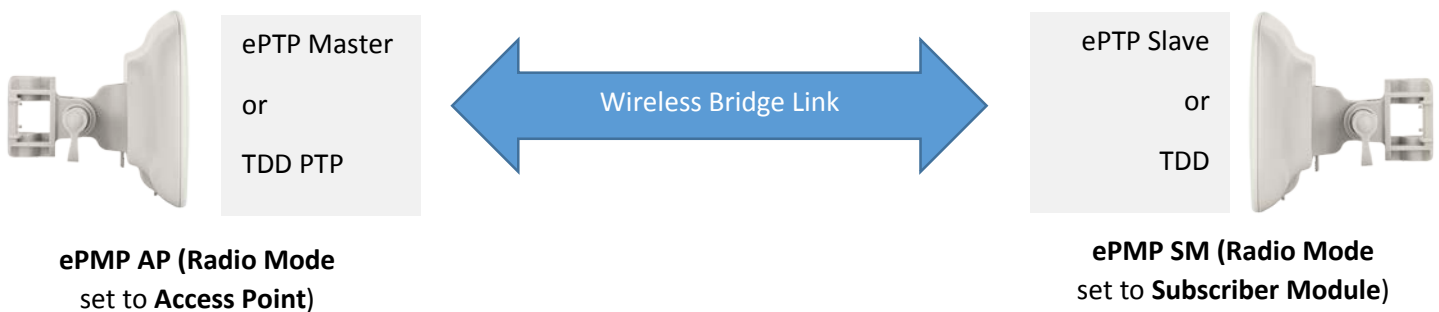 ePTP Master
or
TDD PTP
Wireless Bridge Link
ePTP Slave
or
TDD
ePMP AP (Radio Mode
set to Access Point)
ePMP SM (Radio Mode
set to Subscriber Module)